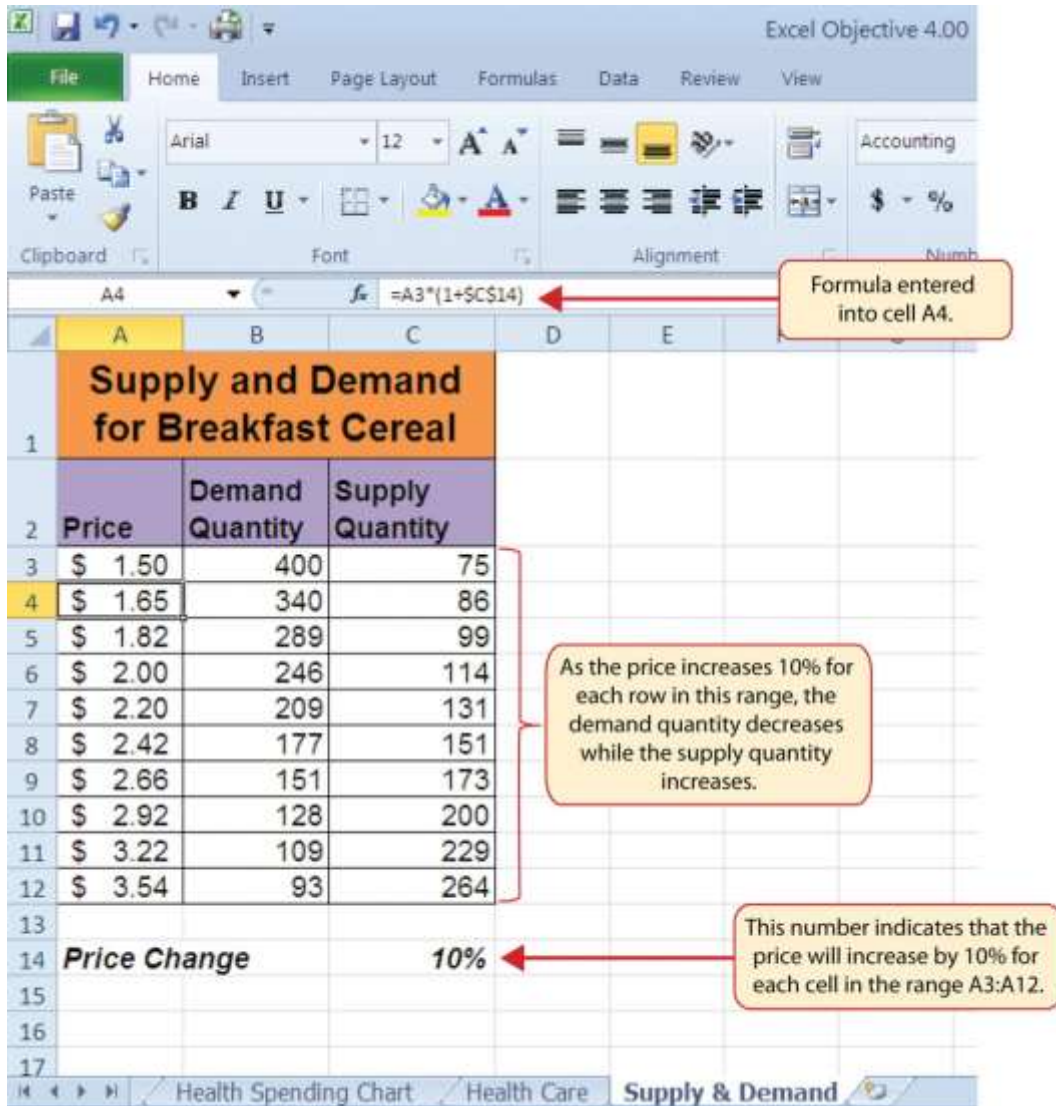 Excel Objective 4.00
File Home Insert Page Layout Formulas Data Review View
Arial 12 A A Accounting
Paste B I U A $ %
Clipboard Font Alignment Numb
A4 fx =A3*(1+$C$14)
Formula entered
into cell A4.
A B C D E
1 Supply and Demand
for Breakfast Cereal
2 Price Demand Quantity Supply Quantity
3 $ 1.50 400 75
4 $ 1.65 340 86
5 $ 1.82 289 99
6 $ 2.00 246 114
7 $ 2.20 209 131
8 $ 2.42 177 151
9 $ 2.66 151 173
10 $ 2.92 128 200
11 $ 3.22 109 229
12 $ 3.54 93 264
As the price increases 10% for
each row in this range, the
demand quantity decreases
while the supply quantity
increases.
13
14 Price Change 10%
This number indicates that the
price will increase by 10% for
each cell in the range A3:A12.
15
16
17
Health Spending Chart Health Care Supply & Demand